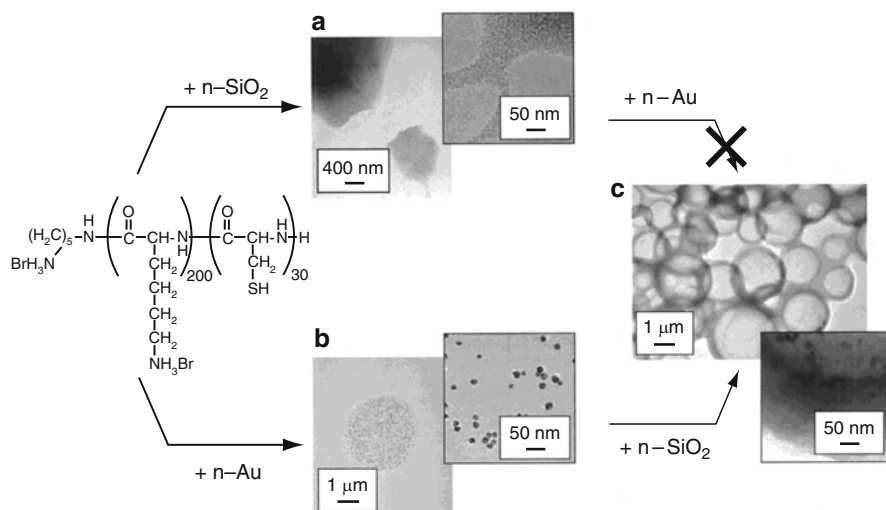 a
+ n–SiO2
50 nm
400 nm
+ n–Au
c
1 μm
50 nm
(H2C)5 N H
BrH3N
O C CH N H 200
CH2
CH2
CH2
CH2
NH3Br
O C CH N H H 30
CH2
SH
b
+ n–Au
1 μm
50 nm
+ n–SiO2